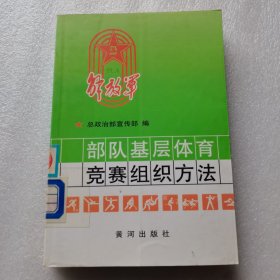 解放军
总政治部宣传部 编
部队基层体育
竞赛组织方法
黄河出版社